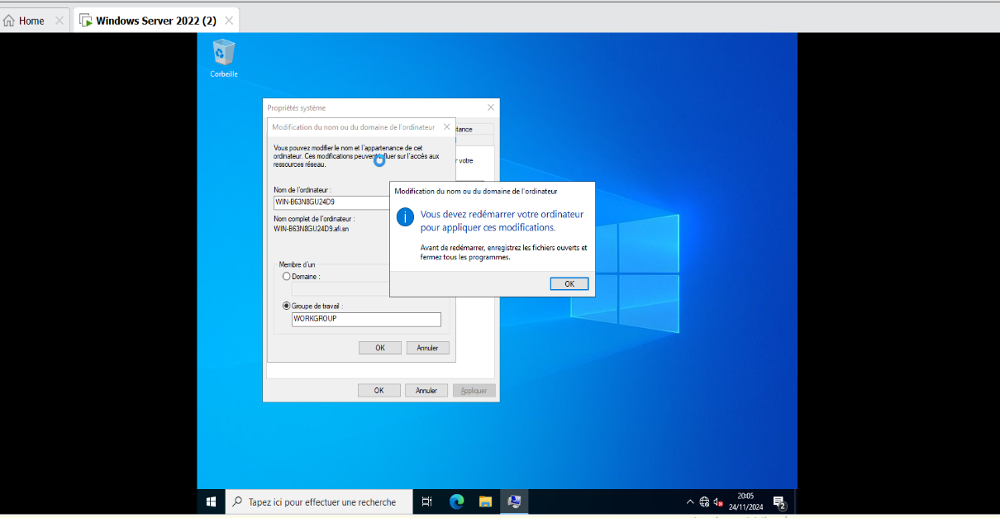 Home
Windows Server 2022 (2)
Corbeille
Propriétés système
Modification du nom ou du domaine de l'ordinateur
tance
Vous pouvez modifier le nom et l'appartenance de cet
ordinateur. Ces modifications peuvent influer sur l'accès aux
ressources réseau.
r votre
Nom de l'ordinateur :
WIN-B63N8GU24D9
Nom complet de l'ordinateur :
WIN-B63N8GU24D9.afi.sn
Membre d'un
Domaine :
Groupe de travail :
WORKGROUP
OK
Annuler
OK
Annuler
Appliquer
Modification du nom ou du domaine de l'ordinateur
Vous devez redémarrer votre ordinateur
pour appliquer ces modifications.
Avant de redémarrer, enregistrez les fichiers ouverts et
fermez tous les programmes.
OK
Tapez ici pour effectuer une recherche
20:05
24/11/2024
2